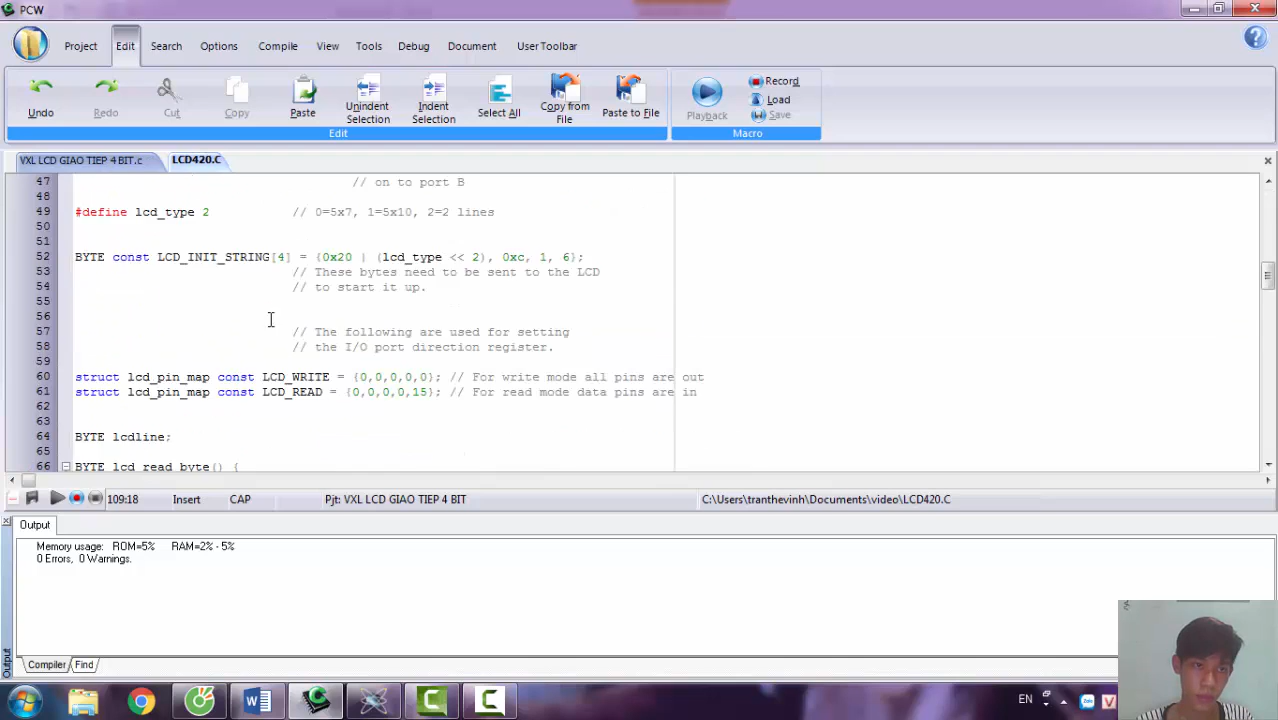 PCW
Project Edit Search Options Compile View Tools Debug Document User Toolbar
Undo Redo Cut Copy Paste Unindent Selection Indent Selection Select All Copy from File Paste to File Playback Record Load Save
Edit Macro
VXL LCD GIAO TIEP 4 BIT.c LCD420.C
47 // on to port B
48
49 #define lcd_type 2 // 0=5x7, 1=5x10, 2=2 lines
50
51
52 BYTE const LCD_INIT_STRING[4] = {0x20 | (lcd_type << 2), 0xc, 1, 6};
53 // These bytes need to be sent to the LCD
54 // to start it up.
55
56
57 // The following are used for setting
58 // the I/O port direction register.
59
60 struct lcd_pin_map const LCD_WRITE = {0,0,0,0,0}; // For write mode all pins are out
61 struct lcd_pin_map const LCD_READ = {0,0,0,0,15}; // For read mode data pins are in
62
63
64 BYTE lcdline;
65
66 BYTE lcd_read_byte() {
109:18 Insert CAP Pjt: VXL LCD GIAO TIEP 4 BIT C:\Users\tranthevinh\Documents\video\LCD420.C
Output
Memory usage: ROM=5% RAM=2% - 5%
0 Errors, 0 Warnings.
Output
Compiler Find
EN